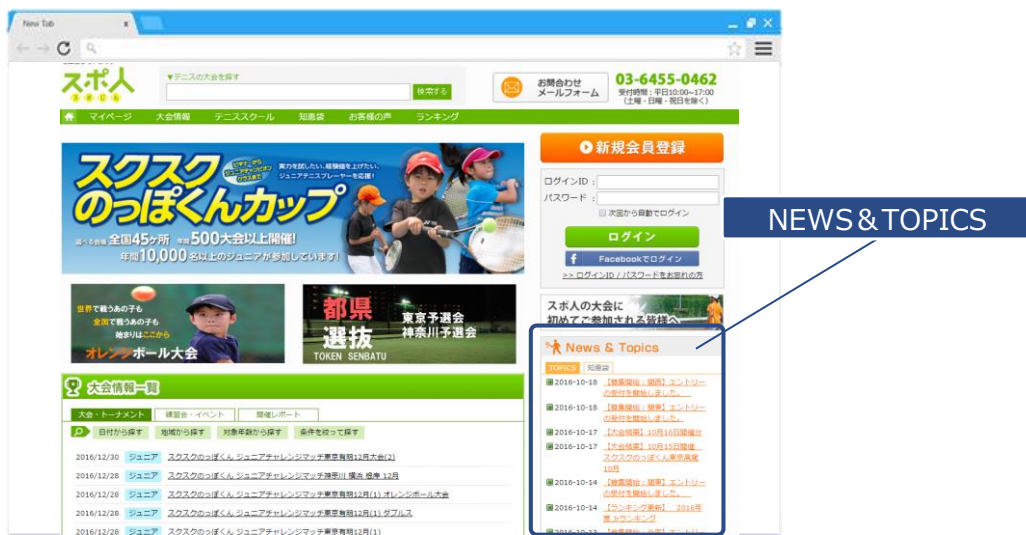 New Tab
x
スポ人
スポじん
▼テニスの大会を探す
検索する
お問合わせ
メールフォーム
03-6455-0462
受付時間：平日10:00~17:00
(土曜・日曜・祝日を除く)
マイページ 大会情報 テニススクール 知恵袋 お客様の声 ランキング
スクスク
のっぽくんカップ
実力を試したい、経験値を上げたい、
ジュニアテニスプレーヤーを応援！
全国45ヶ所 年間500大会以上開催!
年間10,000名以上のジュニアが参加しています!
新規会員登録
ログインID：
パスワード：
次回から自動でログイン
ログイン
f Facebookでログイン
>> ログインID / パスワードをお忘れの方
NEWS＆TOPICS
世界で戦うあの子も
全国で戦うあの子も
始まりはここから
オレンジボール大会
都県
選抜
TOKEN SENBATU
東京予選会
神奈川予選会
スポ人の大会に
初めてご参加される皆様へ
News & Topics
TOPICS 知恵袋
2016-10-18 【募集開始：関西】エントリー
の受付を開始しました。
2016-10-18 【募集開始：関東】エントリー
の受付を開始しました。
2016-10-17 【大会結果】10月16日開催分
2016-10-17 【大会結果】10月15日開催
スクスクのっぽくん東京高尾
10月
2016-10-14 【募集開始：関東】エントリー
の受付を開始しました。
2016-10-14 【ランキング更新】 2016年
度上ランキング
大会情報一覧
大会・トーナメント 練習会・イベント 開催レポート
日付から探す 地域から探す 対象年齢から探す 条件を絞って探す
2016/12/30 ジュニア スクスクのっぽくん ジュニアチャレンジマッチ東京有明12月大会(2)
2016/12/28 ジュニア スクスクのっぽくん ジュニアチャレンジマッチ神奈川 横浜 根岸 12月
2016/12/28 ジュニア スクスクのっぽくん ジュニアチャレンジマッチ東京有明12月(1) オレンジボール大会
2016/12/28 ジュニア スクスクのっぽくん ジュニアチャレンジマッチ東京有明12月(1) ダブルス
2016/12/28 ジュニア スクスクのっぽくん ジュニアチャレンジマッチ東京有明12月(1)